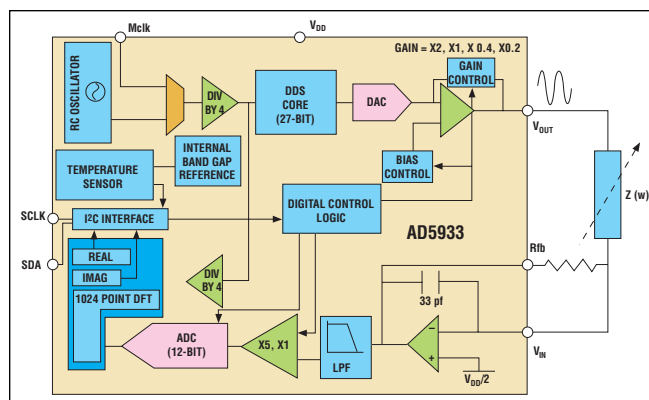 Mclk
VDD
GAIN = X2, X1, X 0.4, X0.2
RC OSCILLATOR
DIV
BY 4
DDS
CORE
(27-BIT)
DAC
GAIN
CONTROL
VOUT
INTERNAL
BAND GAP
REFERENCE
TEMPERATURE
SENSOR
BIAS
CONTROL
Z (w)
SCLK
I²C INTERFACE
DIGITAL CONTROL
LOGIC
AD5933
SDA
REAL
IMAG
1024 POINT DFT
DIV
BY 4
Rfb
33 pf
ADC
(12-BIT)
X5, X1
LPF
−
+
VDD/2
VIN